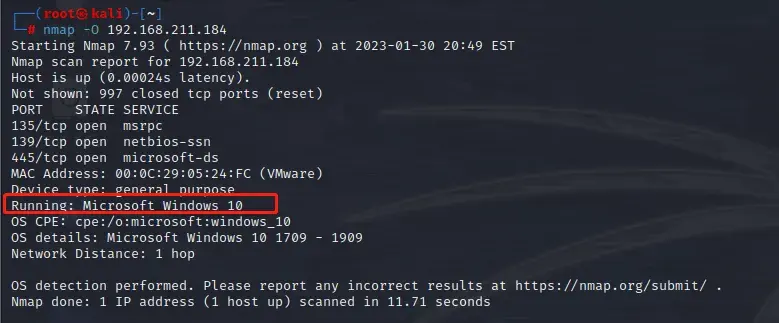 ┌──(root㉿kali)-[~]
└─# nmap -O 192.168.211.184
Starting Nmap 7.93 ( https://nmap.org ) at 2023-01-30 20:49 EST
Nmap scan report for 192.168.211.184
Host is up (0.00024s latency).
Not shown: 997 closed tcp ports (reset)
PORT    STATE SERVICE
135/tcp open  msrpc
139/tcp open  netbios-ssn
445/tcp open  microsoft-ds
MAC Address: 00:0C:29:05:24:FC (VMware)
Device type: general purpose
Running: Microsoft Windows 10
OS CPE: cpe:/o:microsoft:windows_10
OS details: Microsoft Windows 10 1709 - 1909
Network Distance: 1 hop
OS detection performed. Please report any incorrect results at https://nmap.org/submit/ .
Nmap done: 1 IP address (1 host up) scanned in 11.71 seconds